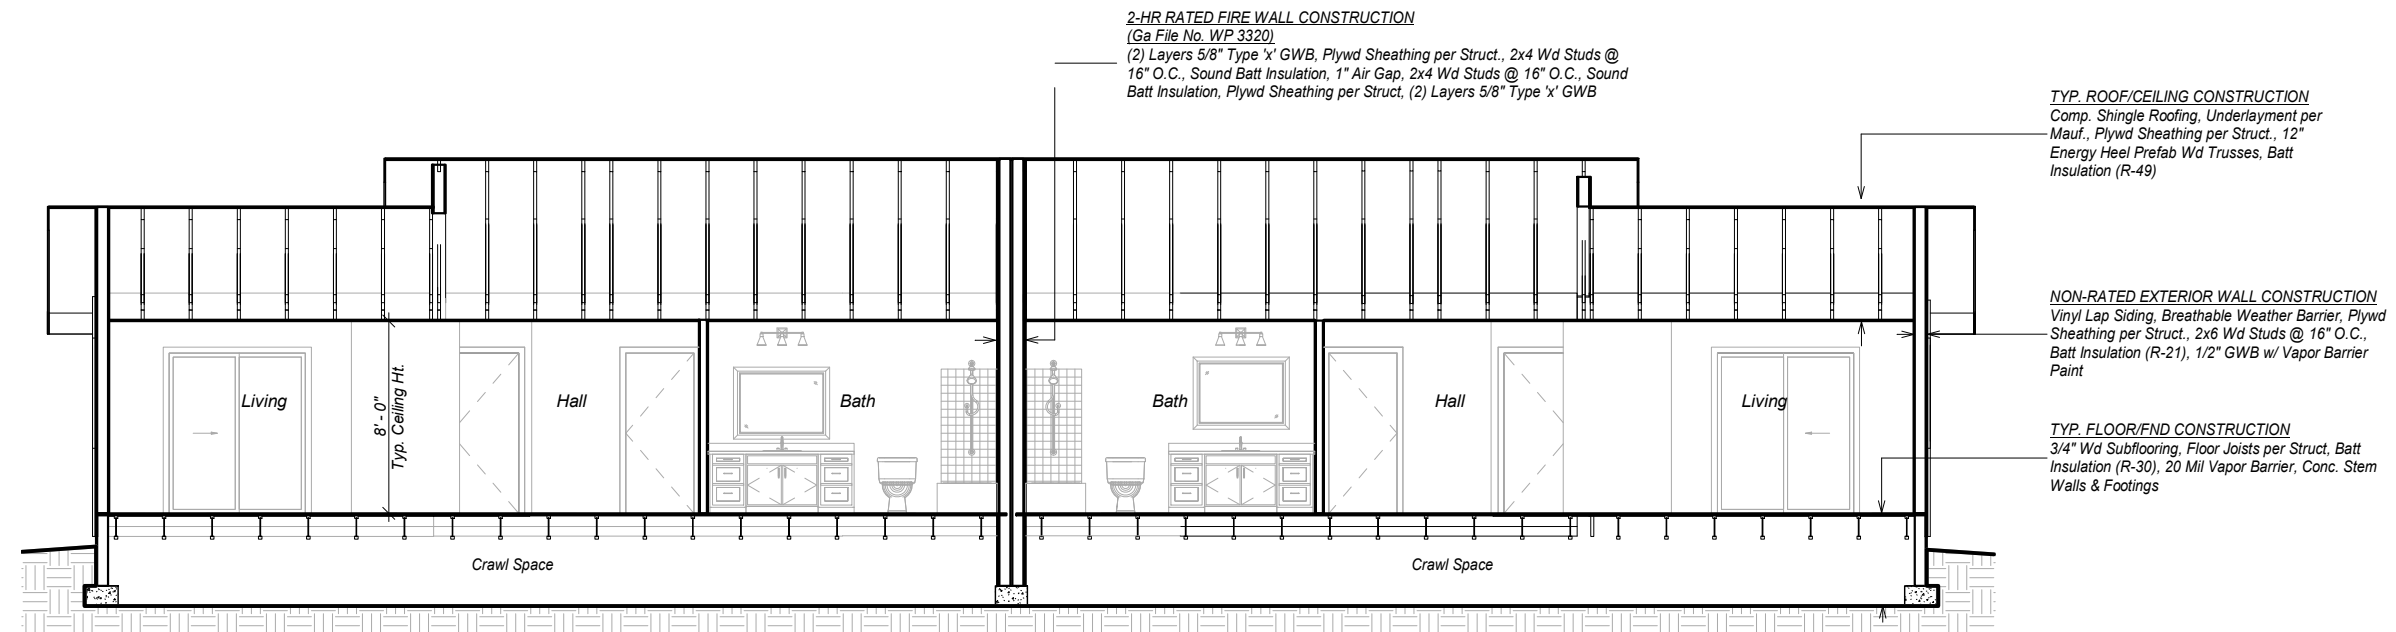 2-HR RATED FIRE WALL CONSTRUCTION
(Ga File No. WP 3320)
(2) Layers 5/8" Type 'x' GWB, Plywd Sheathing per Struct., 2x4 Wd Studs @
16" O.C., Sound Batt Insulation, 1" Air Gap, 2x4 Wd Studs @ 16" O.C., Sound
Batt Insulation, Plywd Sheathing per Struct, (2) Layers 5/8" Type 'x' GWB
TYP. ROOF/CEILING CONSTRUCTION
Comp. Shingle Roofing, Underlayment per
Mauf., Plywd Sheathing per Struct., 12"
Energy Heel Prefab Wd Trusses, Batt
Insulation (R-49)
NON-RATED EXTERIOR WALL CONSTRUCTION
Vinyl Lap Siding, Breathable Weather Barrier, Plywd
Sheathing per Struct., 2x6 Wd Studs @ 16" O.C.,
Batt Insulation (R-21), 1/2" GWB w/ Vapor Barrier
Paint
TYP. FLOOR/FND CONSTRUCTION
3/4" Wd Subflooring, Floor Joists per Struct, Batt
Insulation (R-30), 20 Mil Vapor Barrier, Conc. Stem
Walls & Footings
Living
8' - 0"
Typ. Ceiling Ht.
Hall
Bath
Bath
Hall
Living
Crawl Space
Crawl Space